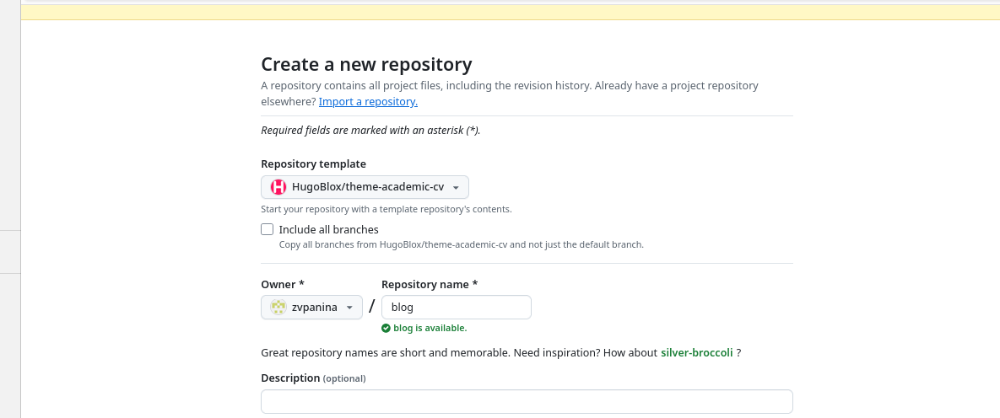 Create a new repository
A repository contains all project files, including the revision history. Already have a project repository
elsewhere? Import a repository.
Required fields are marked with an asterisk (*).
Repository template
HugoBlox/theme-academic-cv
Start your repository with a template repository's contents.
Include all branches
Copy all branches from HugoBlox/theme-academic-cv and not just the default branch.
Owner * Repository name *
zvpanina / blog
blog is available.
Great repository names are short and memorable. Need inspiration? How about silver-broccoli ?
Description (optional)